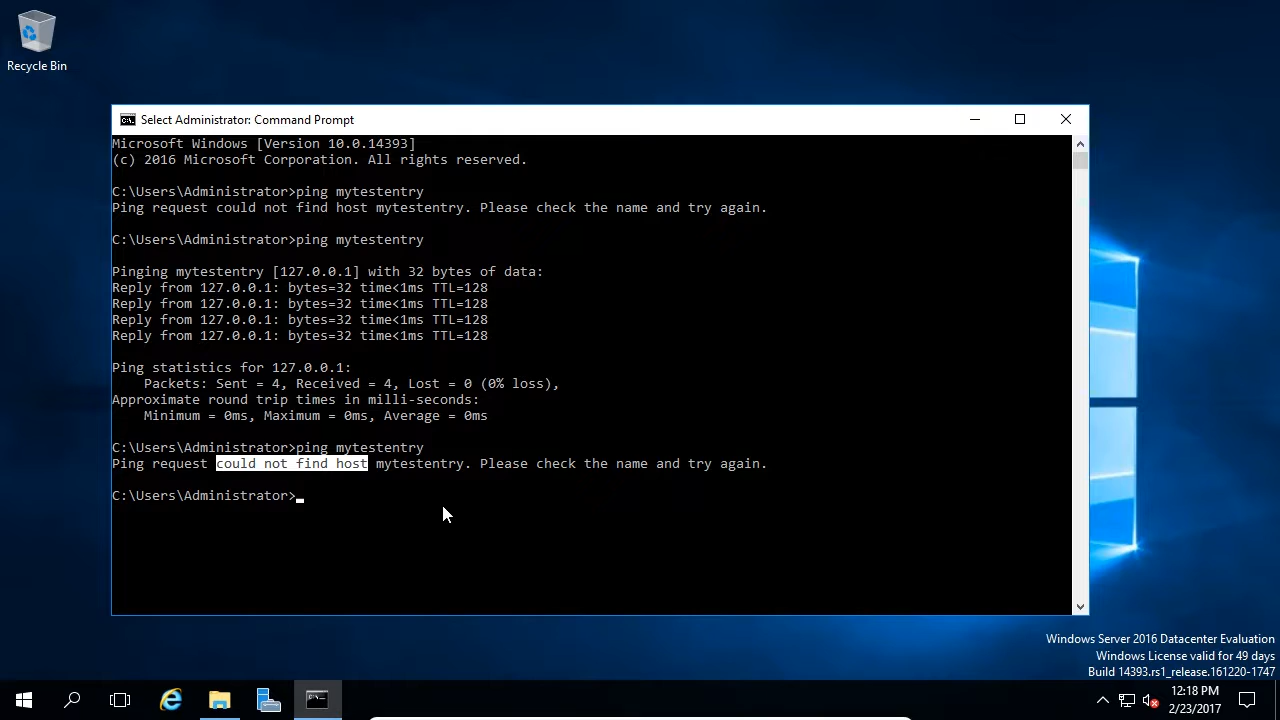 Recycle Bin
Select Administrator: Command Prompt
Microsoft Windows [Version 10.0.14393]
(c) 2016 Microsoft Corporation. All rights reserved.
C:\Users\Administrator>ping mytestentry
Ping request could not find host mytestentry. Please check the name and try again.
C:\Users\Administrator>ping mytestentry
Pinging mytestentry [127.0.0.1] with 32 bytes of data:
Reply from 127.0.0.1: bytes=32 time<1ms TTL=128
Reply from 127.0.0.1: bytes=32 time<1ms TTL=128
Reply from 127.0.0.1: bytes=32 time<1ms TTL=128
Reply from 127.0.0.1: bytes=32 time<1ms TTL=128
Ping statistics for 127.0.0.1:
Packets: Sent = 4, Received = 4, Lost = 0 (0% loss),
Approximate round trip times in milli-seconds:
Minimum = 0ms, Maximum = 0ms, Average = 0ms
C:\Users\Administrator>ping mytestentry
Ping request could not find host mytestentry. Please check the name and try again.
C:\Users\Administrator>
Windows Server 2016 Datacenter Evaluation
Windows License valid for 49 days
Build 14393.rs1_release.161220-1747
12:18 PM
2/23/2017